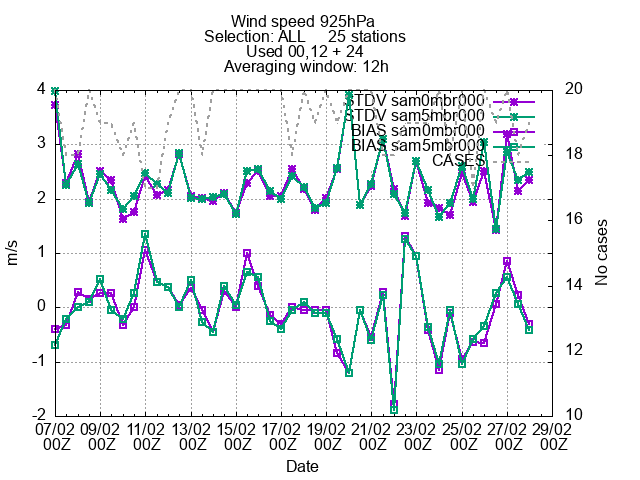 Wind speed 925hPa
Selection: ALL 25 stations
Used 00,12 + 24
Averaging window: 12h
4 20
STDV sam0mbr000
STDV sam5mbr000
BIAS sam0mbr000
BIAS sam5mbr000
CASES
3
18
2
16
1
14
0
12
-1
-2 10
m/s
No cases
07/02 09/02 11/02 13/02 15/02 17/02 19/02 21/02 23/02 25/02 27/02 29/02
00Z 00Z 00Z 00Z 00Z 00Z 00Z 00Z 00Z 00Z 00Z 00Z
Date